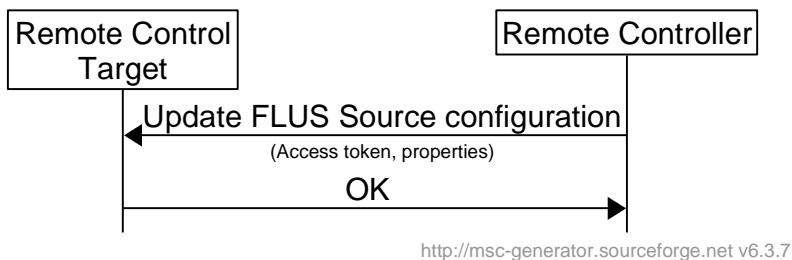 Remote Control
Target
Remote Controller
Update FLUS Source configuration
(Access token, properties)
OK
http://msc-generator.sourceforge.net v6.3.7